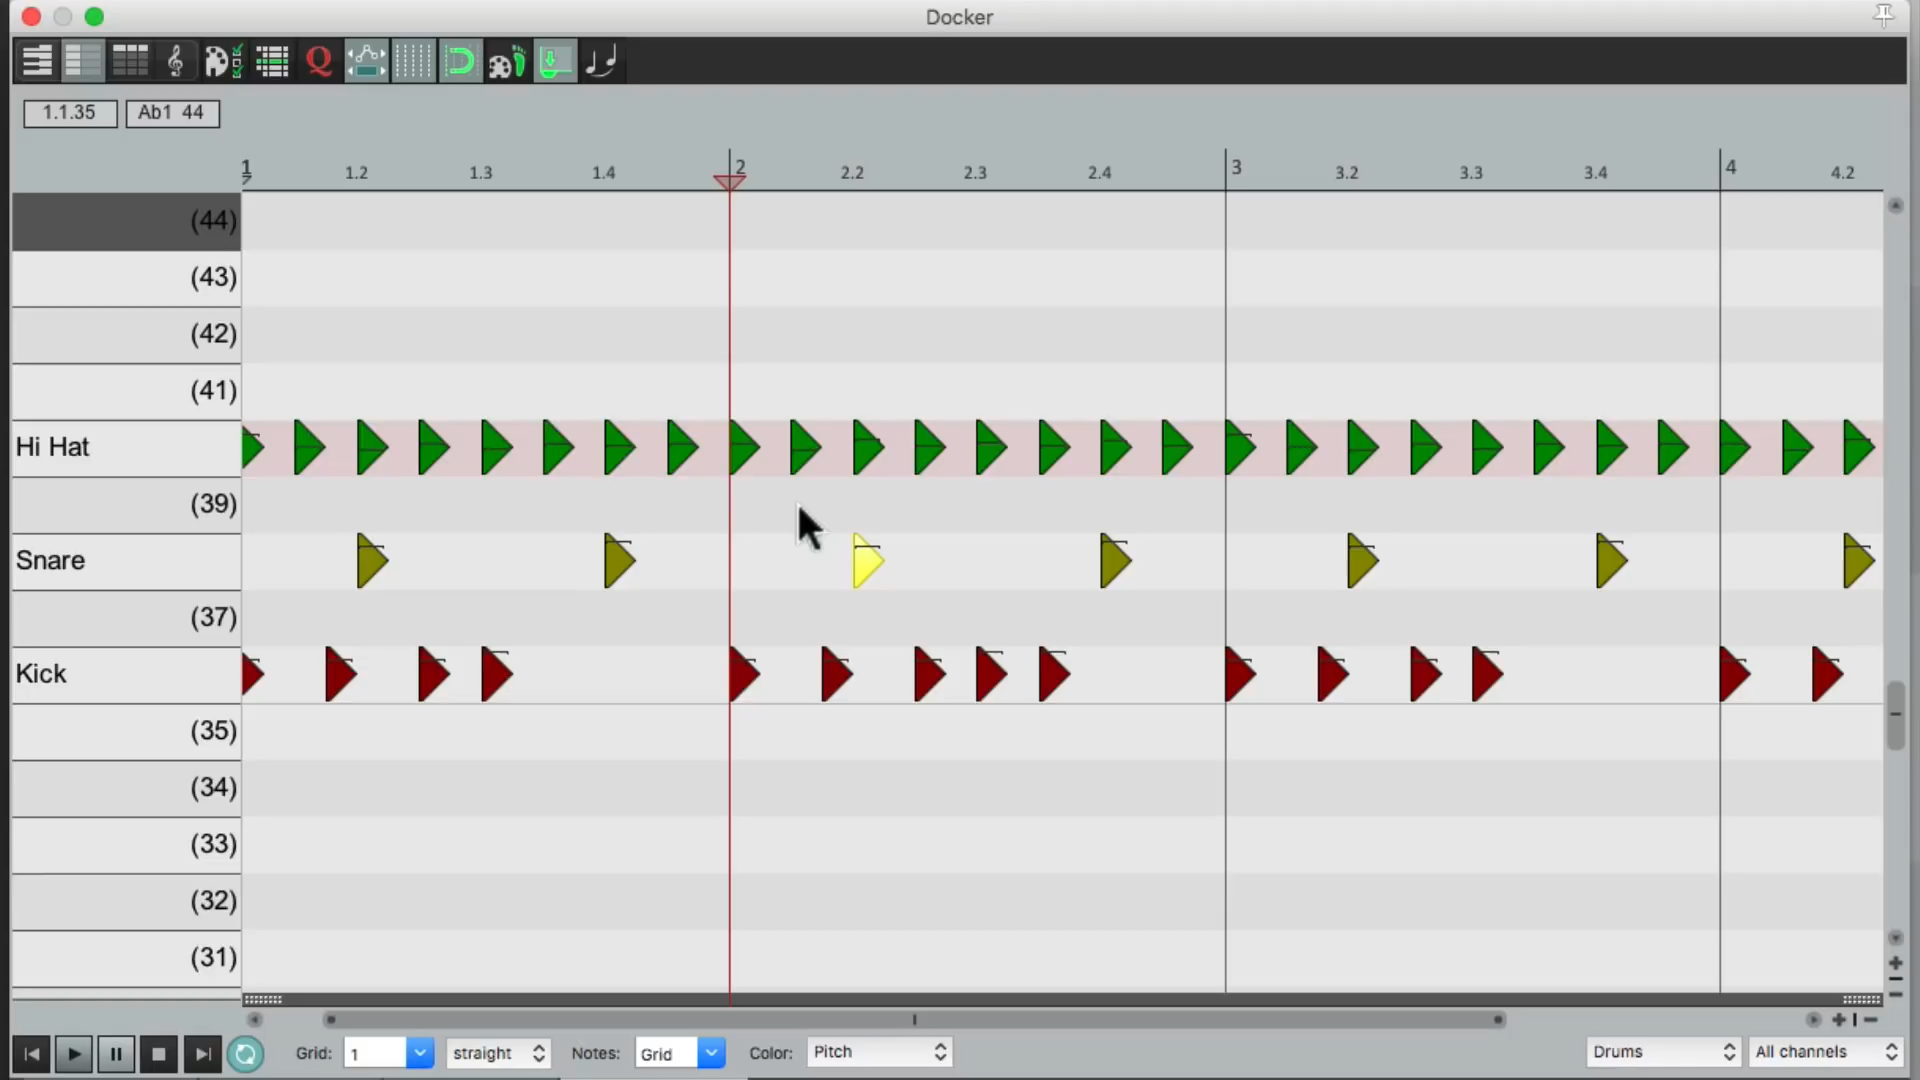 Docker
Q
1.1.35 Ab1 44
1 1.2 1.3 1.4 2 2.2 2.3 2.4 3 3.2 3.3 3.4 4 4.2
(44)
(43)
(42)
(41)
Hi Hat
(39)
Snare
(37)
Kick
(35)
(34)
(33)
(32)
(31)
Grid: 1 straight Notes: Grid Color: Pitch Drums All channels